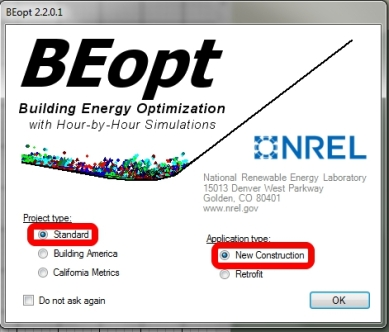 BEopt 2.2.0.1
BEopt
Building Energy Optimization
with Hour-by-Hour Simulations
NREL
National Renewable Energy Laboratory
15013 Denver West Parkway
Golden, CO 80401
www.nrel.gov
Project type:
Standard
Building America
California Metrics
Application type:
New Construction
Retrofit
Do not ask again
OK